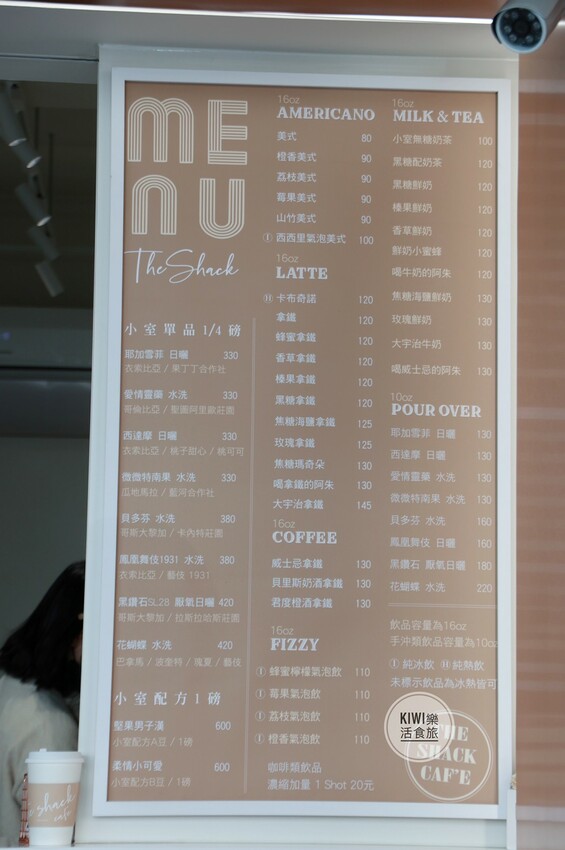 MENU
The Shack
小室單品 1/4 磅
耶加雪菲 日曬 330
衣索比亞 / 果丁丁合作社
愛情靈藥 水洗 330
哥倫比亞 / 聖圖阿里歐莊園
西達摩 日曬 330
衣索比亞 / 桃子甜心 / 桃可可
微微特南果 水洗 330
瓜地馬拉 / 藍河合作社
貝多芬 水洗 380
哥斯大黎加 / 卡內特莊園
鳳凰舞伎1931 水洗 380
衣索比亞 / 藝伎 1931
黑鑽石SL28 厭氧日曬 420
哥斯大黎加 / 拉斯拉哈斯莊園
花蝴蝶 水洗 420
巴拿馬 / 波奎特 / 瑰夏 / 藝伎
小室配方 1 磅
堅果男子漢 600
小室配方A豆 / 1磅
柔情小可愛 600
小室配方B豆 / 1磅
16oz
AMERICANO
美式 80
橙香美式 90
荔枝美式 90
莓果美式 90
山竹美式 90
Ⓘ 西西里氣泡美式 100
16oz
LATTE
Ⓗ 卡布奇諾 120
拿鐵 120
蜂蜜拿鐵 120
香草拿鐵 120
榛果拿鐵 120
黑糖拿鐵 120
焦糖海鹽拿鐵 125
玫瑰拿鐵 125
焦糖瑪奇朵 130
喝拿鐵的阿朱 130
大宇治拿鐵 145
16oz
COFFEE
威士忌拿鐵 130
貝里斯奶酒拿鐵 130
君度橙酒拿鐵 130
16oz
FIZZY
Ⓘ 蜂蜜檸檬氣泡飲 110
Ⓘ 莓果氣泡飲 110
Ⓘ 荔枝氣泡飲 110
Ⓘ 橙香氣泡飲 110
咖啡類飲品
濃縮加量 1 Shot 20元
16oz
MILK & TEA
小室無糖奶茶 100
黑糖配奶茶 120
黑糖鮮奶 120
榛果鮮奶 120
香草鮮奶 120
鮮奶小蜜蜂 120
喝牛奶的阿朱 120
焦糖海鹽鮮奶 130
玫瑰鮮奶 130
大宇治牛奶 130
喝威士忌的阿朱 130
10oz
POUR OVER
耶加雪菲 日曬 130
西達摩 日曬 130
愛情靈藥 水洗 130
微微特南果 水洗 130
貝多芬 水洗 160
鳳凰舞伎 日曬 160
黑鑽石 厭氧日曬 180
花蝴蝶 水洗 220
飲品容量為16oz
手沖類飲品容量為10oz
Ⓘ 純冰飲 Ⓗ 純熱飲
未標示飲品為冰熱皆可
KIWI樂
活食旅
THE
SHACK
CAF'E
the shack
cafe